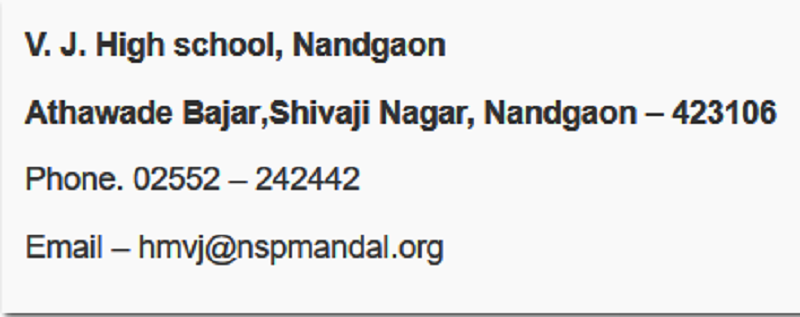 V. J. High school, Nandgaon
Athawade Bajar,Shivaji Nagar, Nandgaon – 423106
Phone. 02552 – 242442
Email – hmvj@nspmandal.org